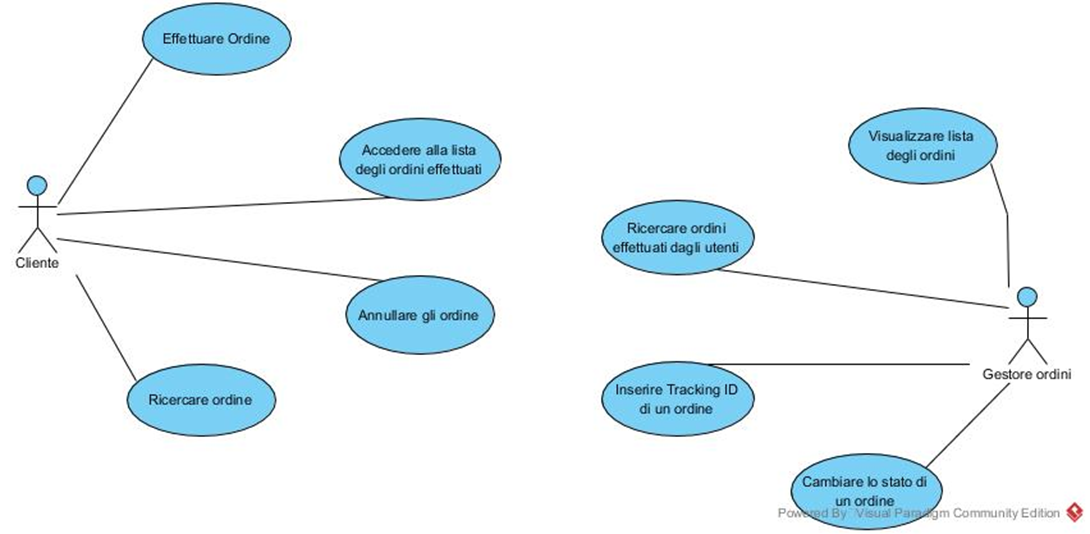 Effettuare Ordine
Accedere alla lista
degli ordini effettuati
Visualizzare lista
degli ordini
Ricercare ordini
effettuati dagli utenti
Cliente
Annullare gli ordine
Gestore ordini
Ricercare ordine
Inserire Tracking ID
di un ordine
Cambiare lo stato di
un ordine
Powered By Visual Paradigm Community Edition